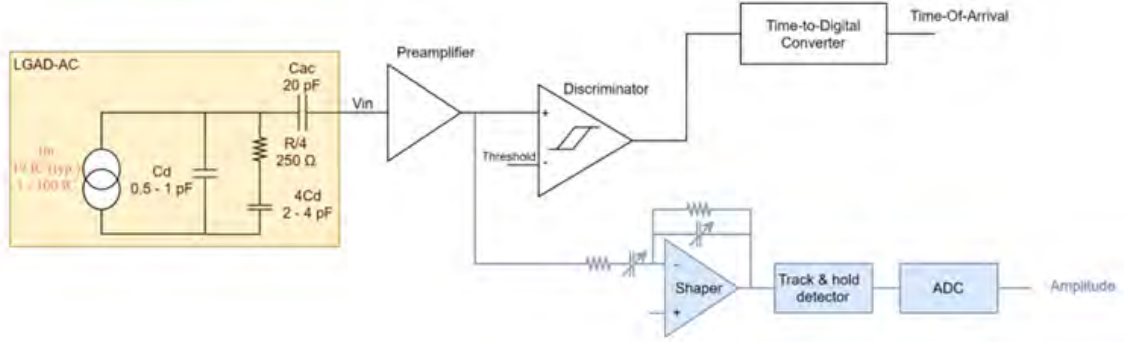 LGAD-AC
Cac
20 pF
Vin
Preamplifier
R/4
250 Ω
Cd
0,5 - 1 pF
4Cd
2 - 4 pF
Discriminator
+
Threshold
-
Time-to-Digital
Converter
Time-Of-Arrival
-
Shaper
+
Track & hold
detector
ADC
Amplitude